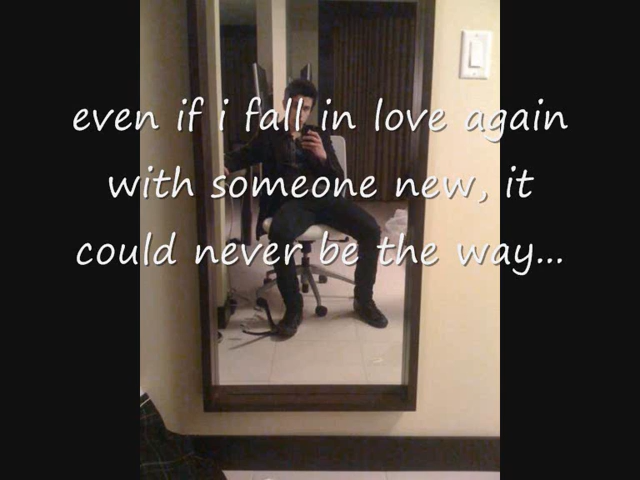 even if i fall in love again
with someone new, it
could never be the way...